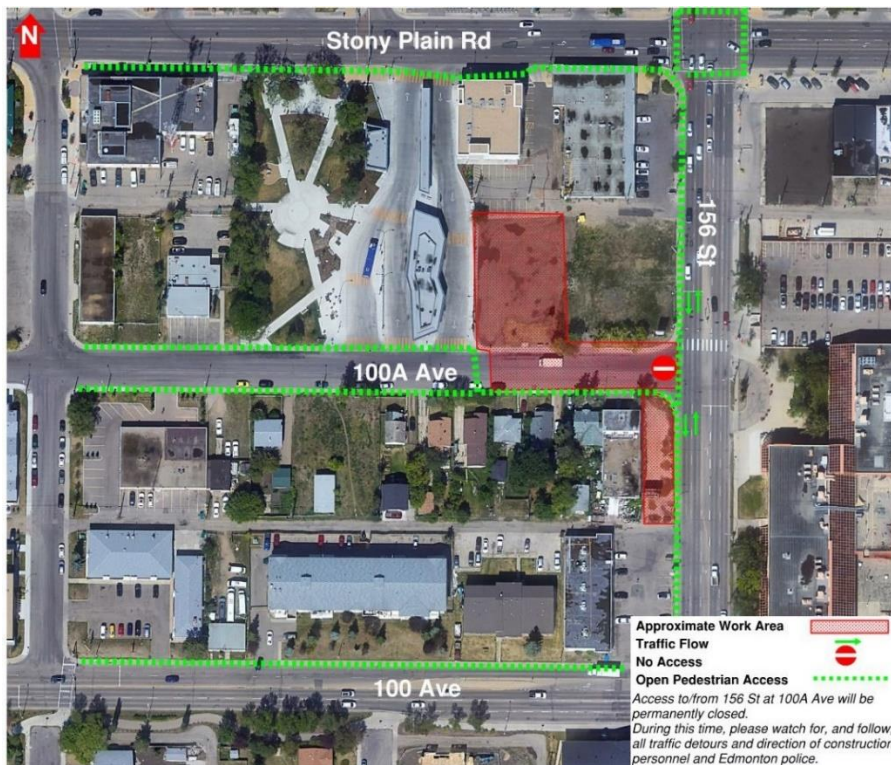 N
Stony Plain Rd
156 St
100A Ave
100 Ave
Approximate Work Area
Traffic Flow
No Access
Open Pedestrian Access
Access to/from 156 St at 100A Ave will be
permanently closed.
During this time, please watch for, and follow
all traffic detours and direction of construction
personnel and Edmonton police.